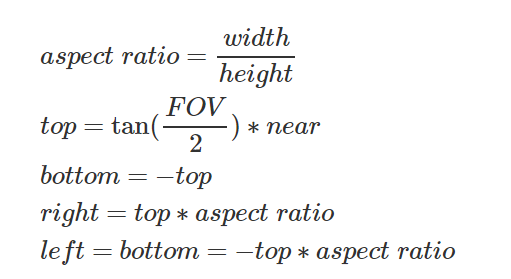 aspect ratio = width / height
top = tan(FOV / 2) * near
bottom = −top
right = top * aspect ratio
left = bottom = −top * aspect ratio